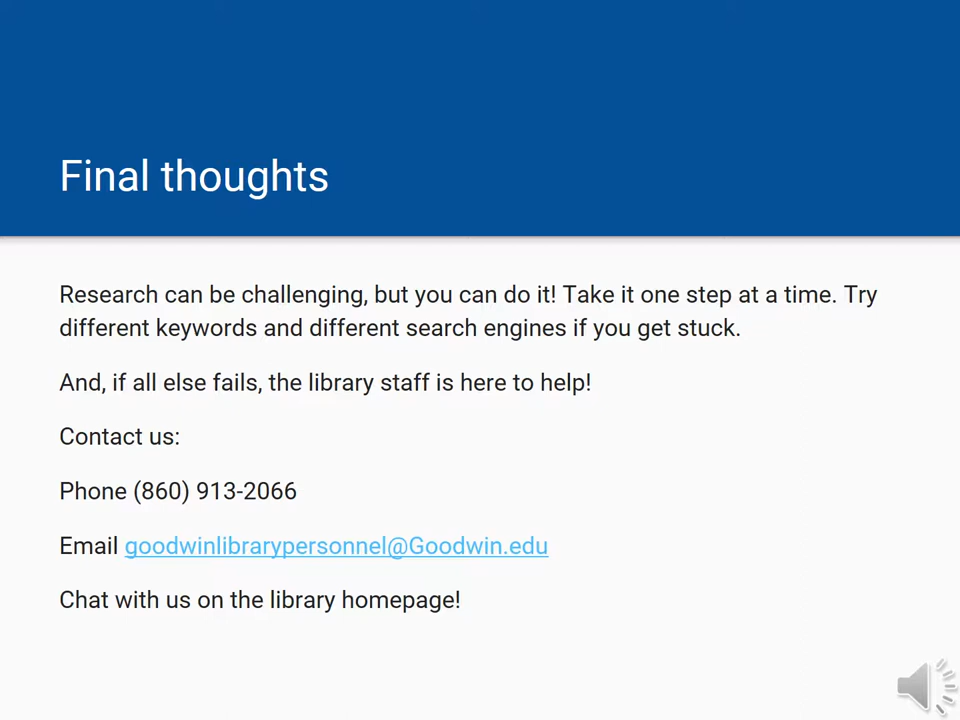 Final thoughts
Research can be challenging, but you can do it! Take it one step at a time. Try
different keywords and different search engines if you get stuck.
And, if all else fails, the library staff is here to help!
Contact us:
Phone (860) 913-2066
Email goodwinlibrarypersonnel@Goodwin.edu
Chat with us on the library homepage!